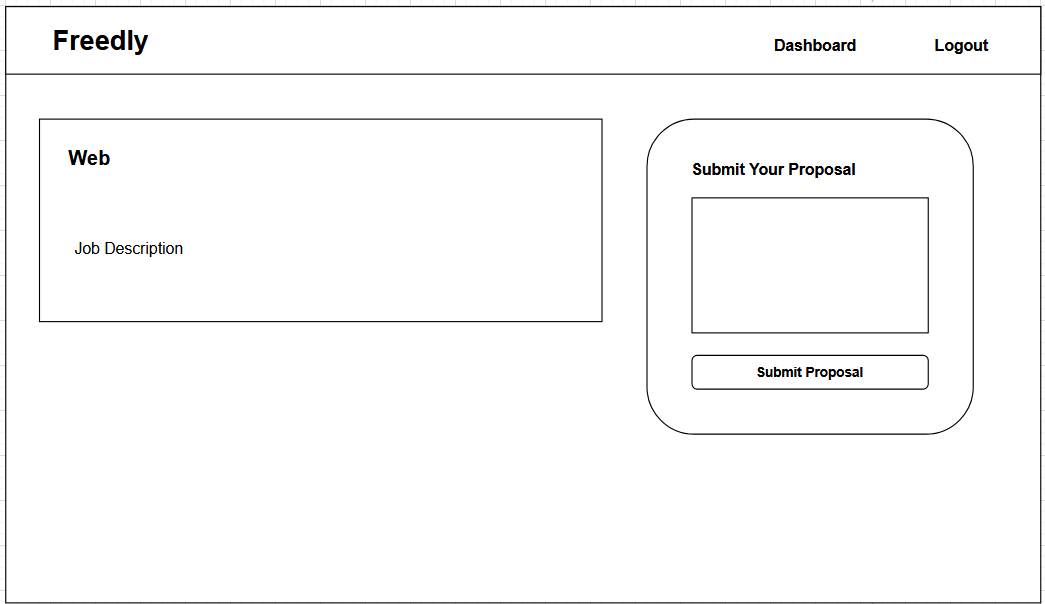 Freedly
Dashboard
Logout
Web
Job Description
Submit Your Proposal
Submit Proposal